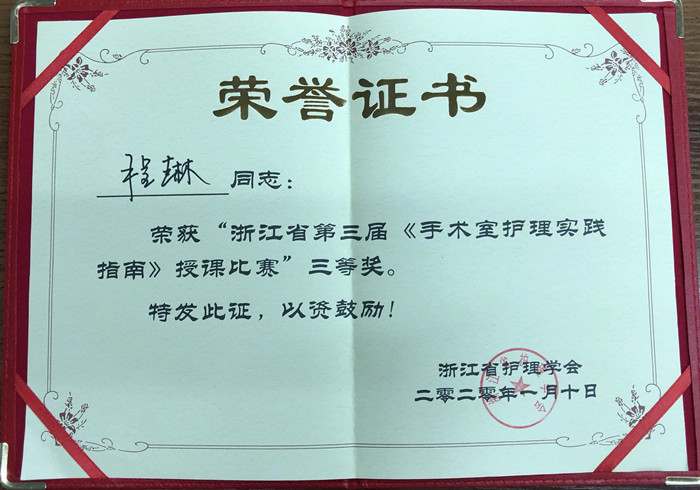 荣誉证书
程琳 同志：
荣获“浙江省第三届《手术室护理实践
指南》授课比赛”三等奖。
特发此证，以资鼓励！
浙江省护理学会
二零二零年一月十日